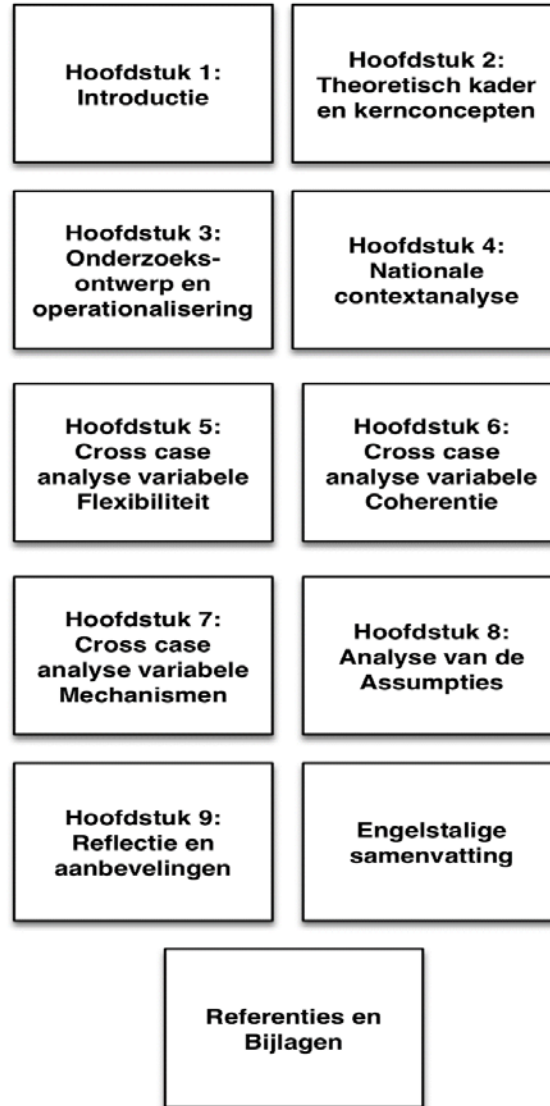 Hoofdstuk 1:
Introductie
Hoofdstuk 2:
Theoretisch kader
en kernconcepten
Hoofdstuk 3:
Onderzoeks-
ontwerp en
operationalisering
Hoofdstuk 4:
Nationale
contextanalyse
Hoofdstuk 5:
Cross case
analyse variabele
Flexibiliteit
Hoofdstuk 6:
Cross case
analyse variabele
Coherentie
Hoofdstuk 7:
Cross case
analyse variabele
Mechanismen
Hoofdstuk 8:
Analyse van de
Assumpties
Hoofdstuk 9:
Reflectie en
aanbevelingen
Engelstalige
samenvatting
Referenties en
Bijlagen